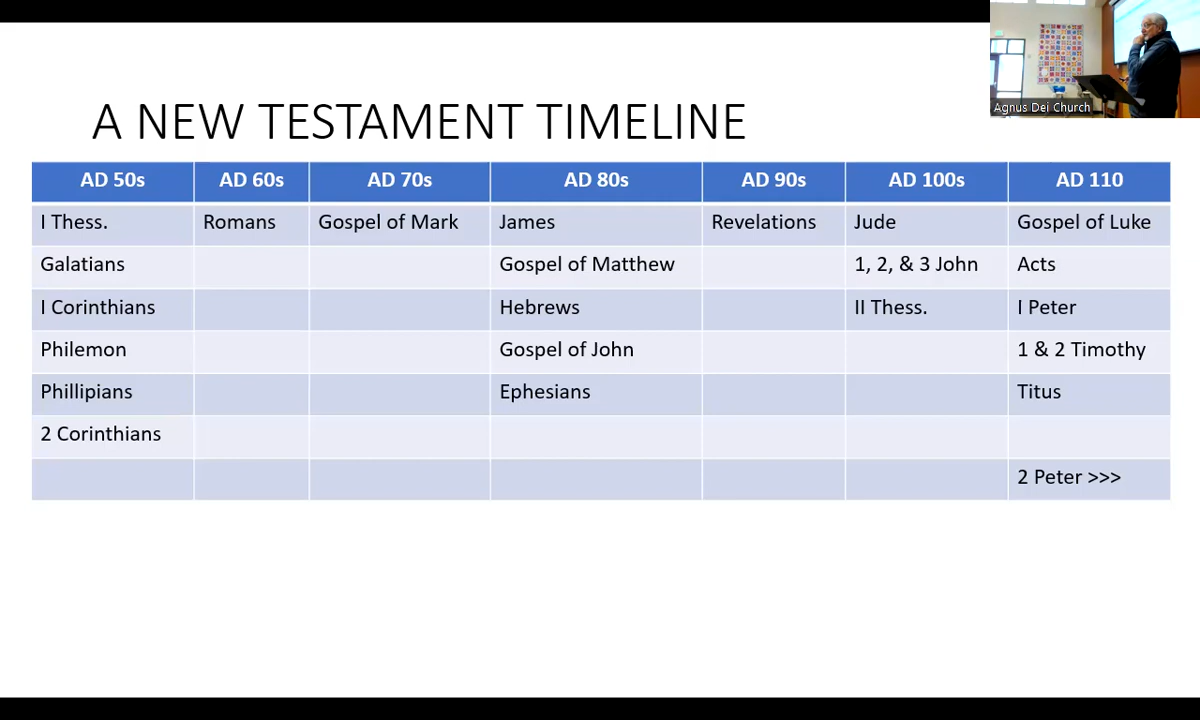 Agnus Dei Church
A NEW TESTAMENT TIMELINE
AD 50s AD 60s AD 70s AD 80s AD 90s AD 100s AD 110
I Thess. Romans Gospel of Mark James Revelations Jude Gospel of Luke
Galatians Gospel of Matthew 1, 2, & 3 John Acts
I Corinthians Hebrews II Thess. I Peter
Philemon Gospel of John 1 & 2 Timothy
Phillipians Ephesians Titus
2 Corinthians
2 Peter >>>